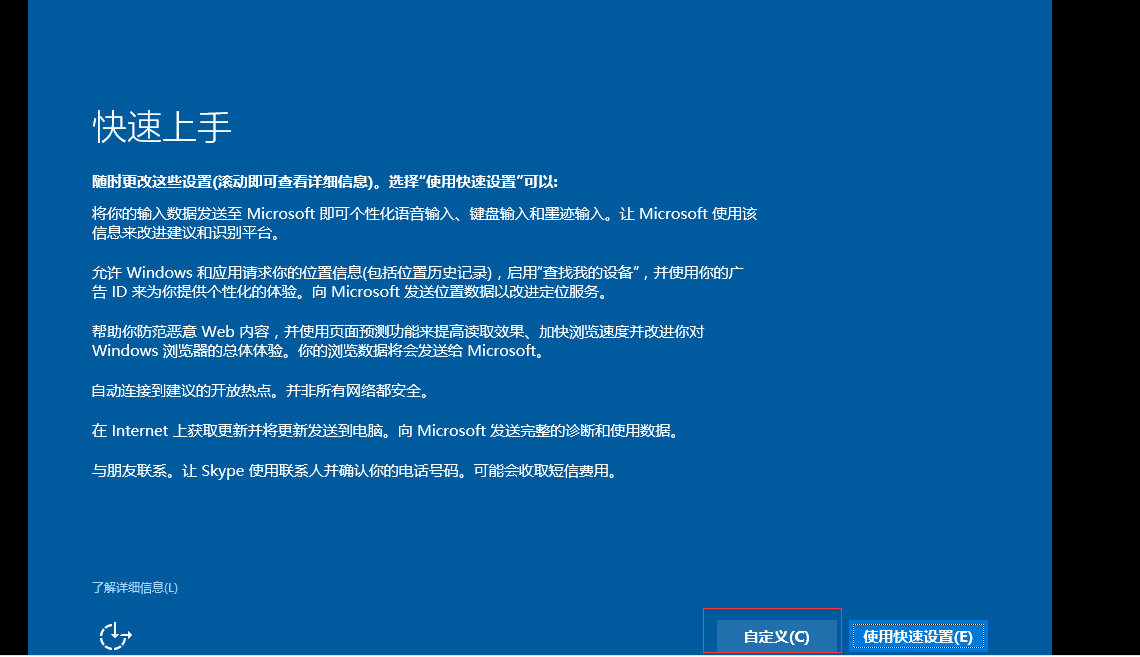 快速上手
随时更改这些设置(滚动即可查看详细信息)。选择“使用快速设置”可以:
将你的输入数据发送至 Microsoft 即可个性化语音输入、键盘输入和墨迹输入。让 Microsoft 使用该
信息来改进建议和识别平台。
允许 Windows 和应用请求你的位置信息(包括位置历史记录)，启用“查找我的设备”，并使用你的广
告 ID 来为你提供个性化的体验。向 Microsoft 发送位置数据以改进定位服务。
帮助你防范恶意 Web 内容，并使用页面预测功能来提高读取效果、加快浏览速度并改进你对
Windows 浏览器的总体体验。你的浏览数据将会发送给 Microsoft。
自动连接到建议的开放热点。并非所有网络都安全。
在 Internet 上获取更新并将更新发送到电脑。向 Microsoft 发送完整的诊断和使用数据。
与朋友联系。让 Skype 使用联系人并确认你的电话号码。可能会收取短信费用。
了解详细信息(L)
自定义(C)
使用快速设置(E)